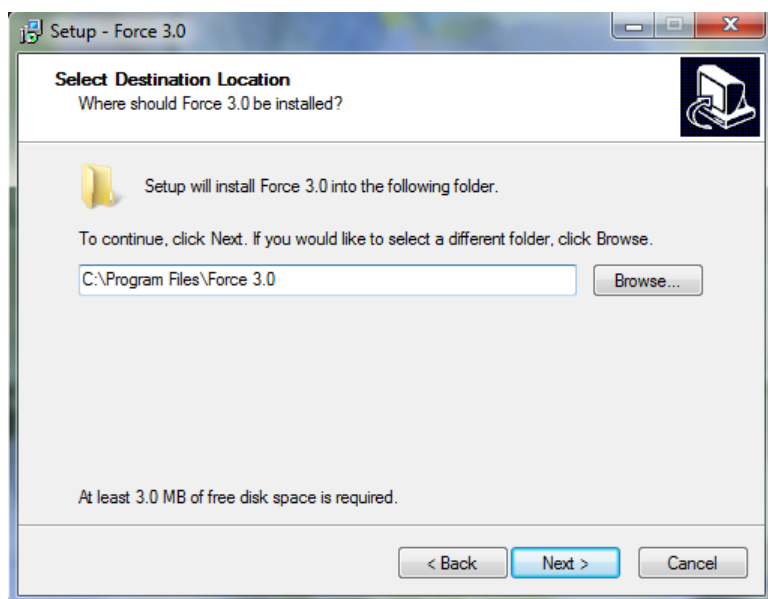 Setup - Force 3.0
Select Destination Location
Where should Force 3.0 be installed?
Setup will install Force 3.0 into the following folder.
To continue, click Next. If you would like to select a different folder, click Browse.
C:\Program Files\Force 3.0
Browse...
At least 3.0 MB of free disk space is required.
< Back
Next >
Cancel